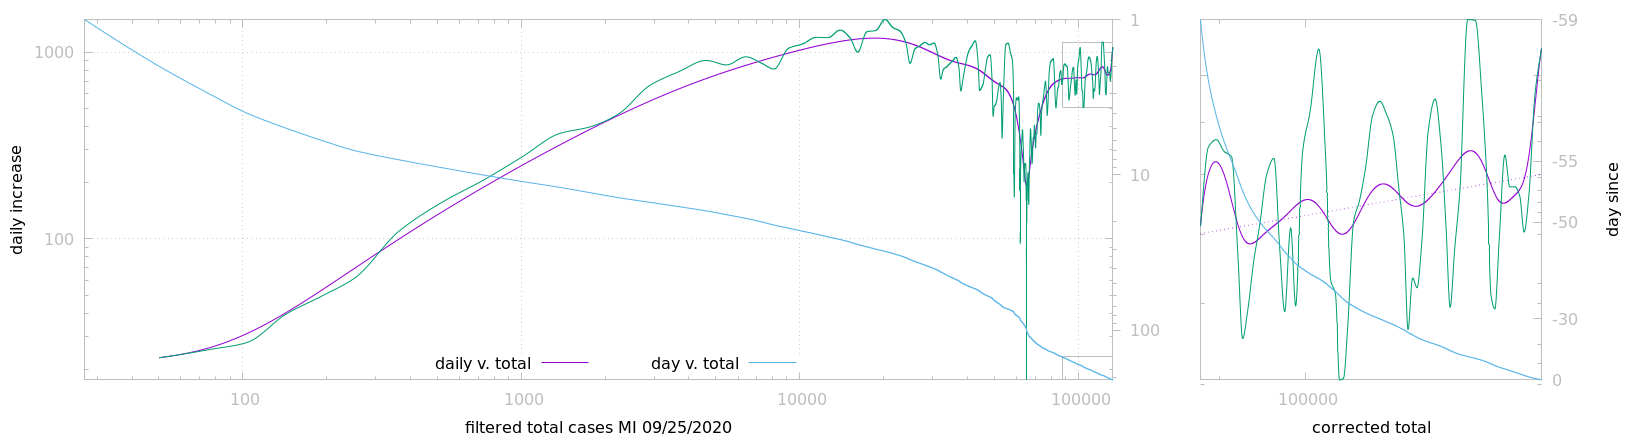 1000
100
daily increase
1
10
100
daily v. total
day v. total
100
1000
10000
100000
filtered total cases MI 09/25/2020
-59
-55
-50
-30
0
day since
100000
corrected total